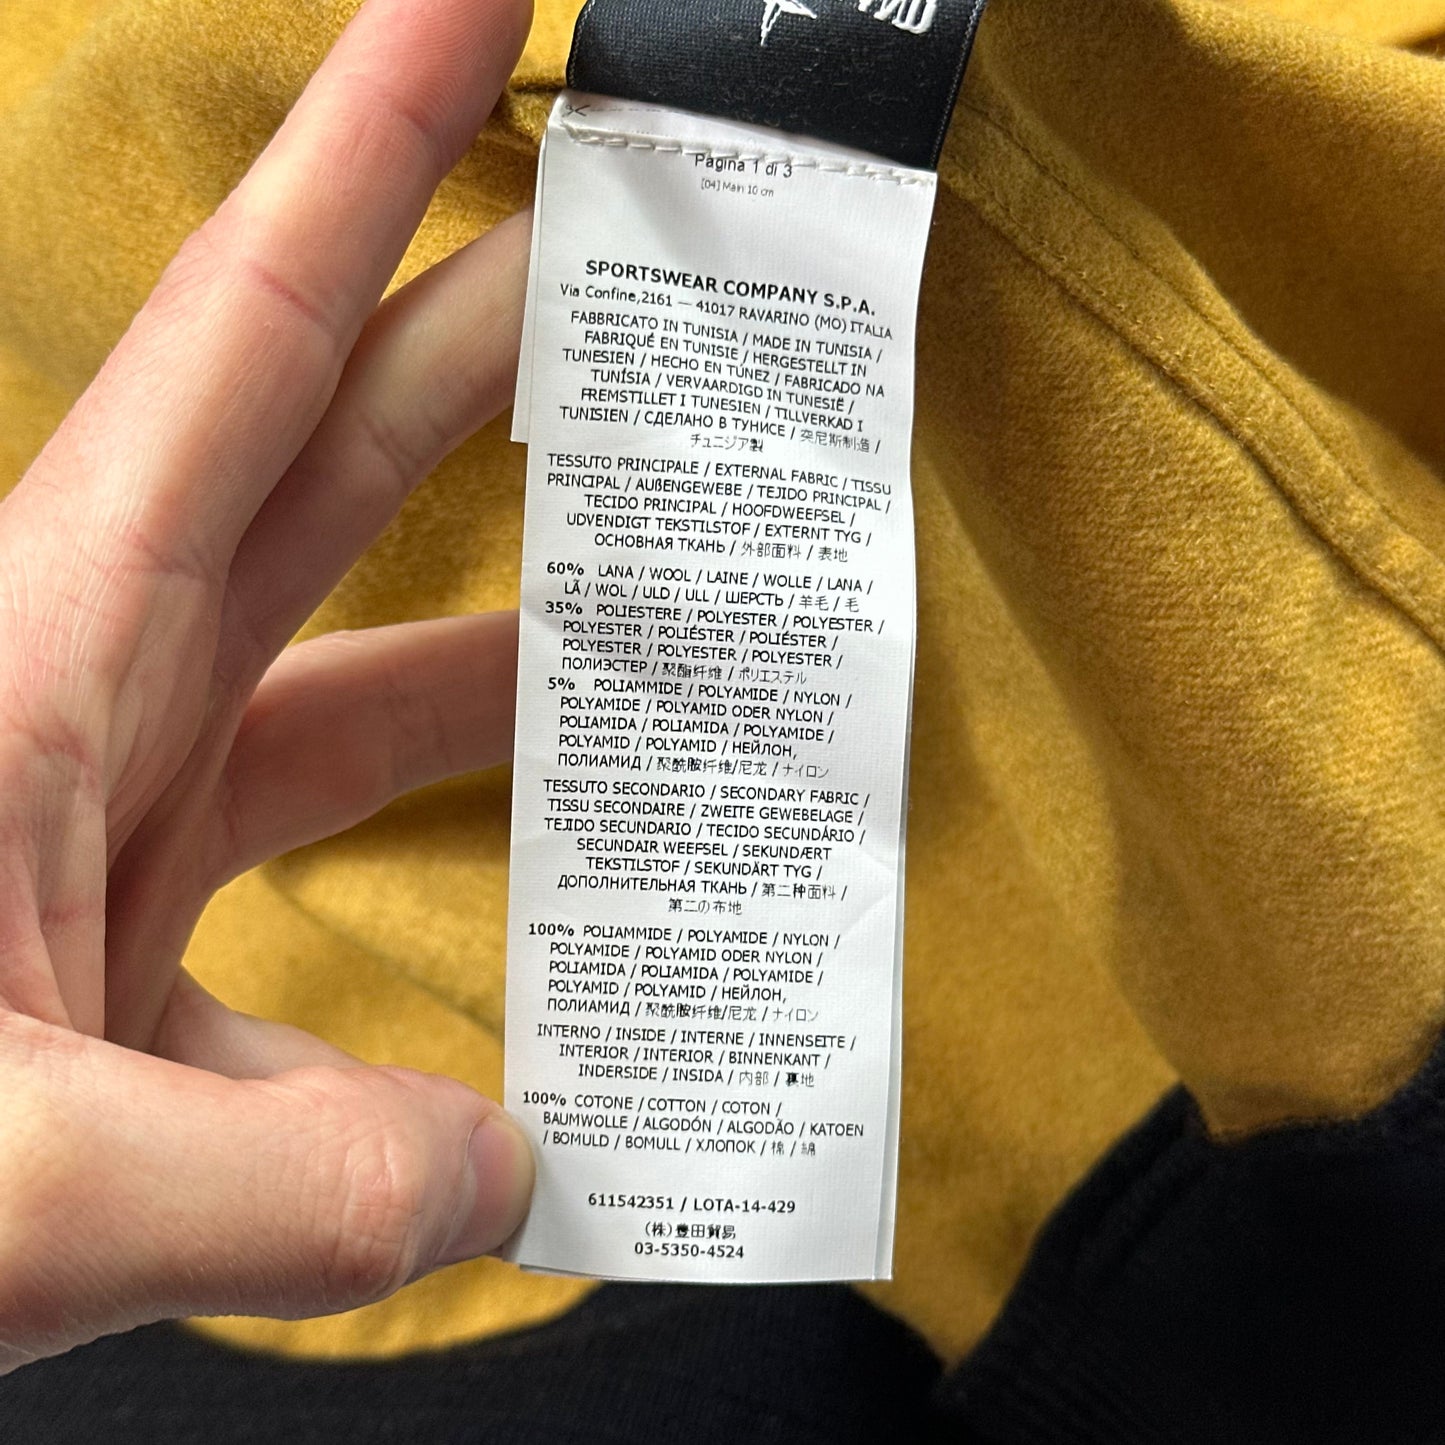 Pagina 1 di 3
[04] Main 10 cm
SPORTSWEAR COMPANY S.P.A.
Via Confine,2161 — 41017 RAVARINO (MO) ITALIA
FABBRICATO IN TUNISIA / MADE IN TUNISIA /
FABRIQUÉ EN TUNISIE / HERGESTELLT IN
TUNESIEN / HECHO EN TÚNEZ / FABRICADO NA
TUNÍSIA / VERVAARDIGD IN TUNESIË /
FREMSTILLET I TUNESIEN / TILLVERKAD I
TUNISIEN / СДЕЛАНО В ТУНИСЕ / 突尼斯制造 /
チュニジア製
TESSUTO PRINCIPALE / EXTERNAL FABRIC / TISSU
PRINCIPAL / AUßENGEWEBE / TEJIDO PRINCIPAL /
TECIDO PRINCIPAL / HOOFDWEEFSEL /
UDVENDIGT TEKSTILSTOF / EXTERNT TYG /
ОСНОВНАЯ ТКАНЬ / 外部面料 / 表地
60% LANA / WOOL / LAINE / WOLLE / LANA /
LÃ / WOL / ULD / ULL / ШЕРСТЬ / 羊毛 / 毛
35% POLIESTERE / POLYESTER / POLYESTER /
POLYESTER / POLIÉSTER / POLIÉSTER /
POLYESTER / POLYESTER / POLYESTER /
ПОЛИЭСТЕР / 聚酯纤维 / ポリエステル
5% POLIAMMIDE / POLYAMIDE / NYLON /
POLYAMIDE / POLYAMID ODER NYLON /
POLIAMIDA / POLIAMIDA / POLYAMIDE /
POLYAMID / POLYAMID / НЕЙЛОН,
ПОЛИАМИД / 聚酰胺纤维/尼龙 / ナイロン
TESSUTO SECONDARIO / SECONDARY FABRIC /
TISSU SECONDAIRE / ZWEITE GEWEBELAGE /
TEJIDO SECUNDARIO / TECIDO SECUNDÁRIO /
SECUNDAIR WEEFSEL / SEKUNDÆRT
TEKSTILSTOF / SEKUNDÄRT TYG /
ДОПОЛНИТЕЛЬНАЯ ТКАНЬ / 第二种面料 /
第二の布地
100% POLIAMMIDE / POLYAMIDE / NYLON /
POLYAMIDE / POLYAMID ODER NYLON /
POLIAMIDA / POLIAMIDA / POLYAMIDE /
POLYAMID / POLYAMID / НЕЙЛОН,
ПОЛИАМИД / 聚酰胺纤维/尼龙 / ナイロン
INTERNO / INSIDE / INTERNE / INNENSEITE /
INTERIOR / INTERIOR / BINNENKANT /
INDERSIDE / INSIDA / 内部 / 裏地
100% COTONE / COTTON / COTON /
BAUMWOLLE / ALGODÓN / ALGODÃO / KATOEN
/ BOMULD / BOMULL / ХЛОПОК / 棉 / 綿
611542351 / LOTA-14-429
(株)豊田貿易
03-5350-4524